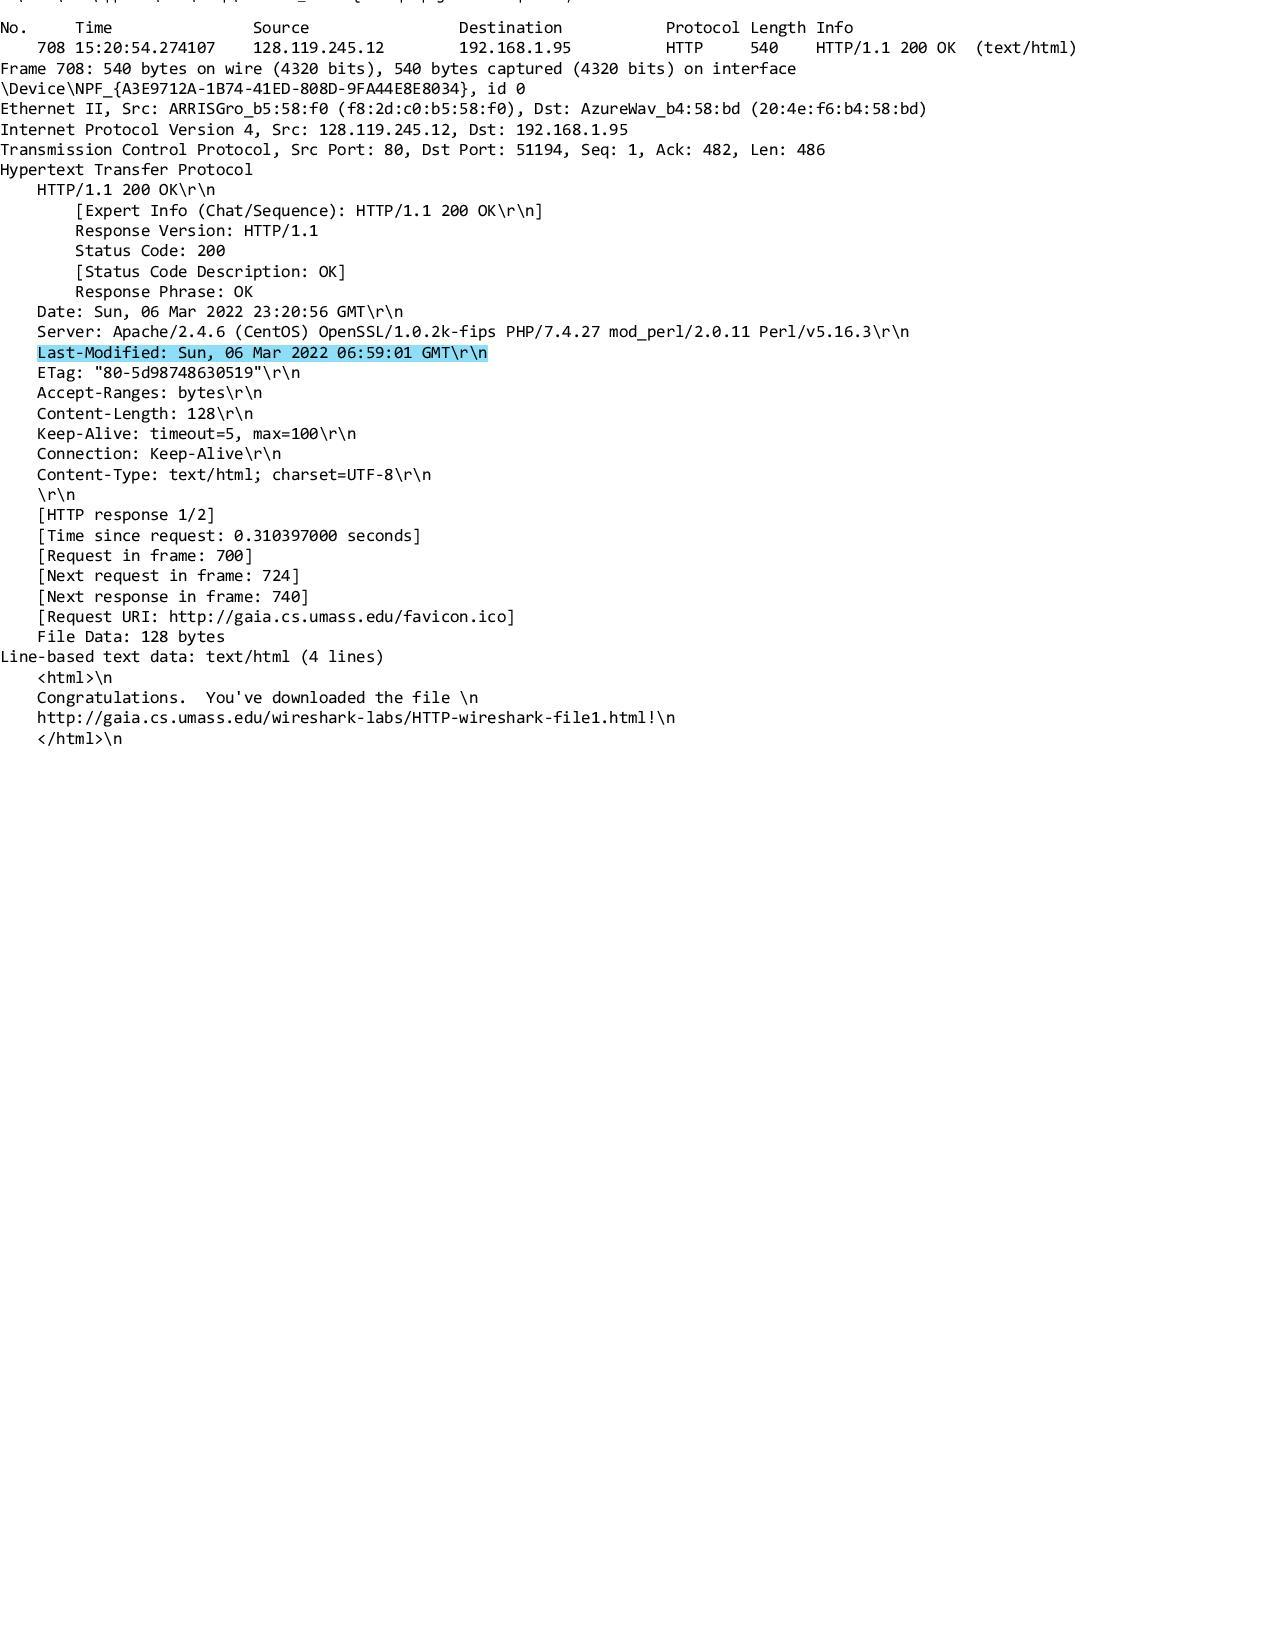 No.     Time               Source                Destination           Protocol Length Info
    708 15:20:54.274107    128.119.245.12        192.168.1.95          HTTP     540    HTTP/1.1 200 OK  (text/html)
Frame 708: 540 bytes on wire (4320 bits), 540 bytes captured (4320 bits) on interface
\Device\NPF_{A3E9712A-1B74-41ED-808D-9FA44E8E8034}, id 0
Ethernet II, Src: ARRISGro_b5:58:f0 (f8:2d:c0:b5:58:f0), Dst: AzureWav_b4:58:bd (20:4e:f6:b4:58:bd)
Internet Protocol Version 4, Src: 128.119.245.12, Dst: 192.168.1.95
Transmission Control Protocol, Src Port: 80, Dst Port: 51194, Seq: 1, Ack: 482, Len: 486
Hypertext Transfer Protocol
    HTTP/1.1 200 OK\r\n
        [Expert Info (Chat/Sequence): HTTP/1.1 200 OK\r\n]
        Response Version: HTTP/1.1
        Status Code: 200
        [Status Code Description: OK]
        Response Phrase: OK
    Date: Sun, 06 Mar 2022 23:20:56 GMT\r\n
    Server: Apache/2.4.6 (CentOS) OpenSSL/1.0.2k-fips PHP/7.4.27 mod_perl/2.0.11 Perl/v5.16.3\r\n
    Last-Modified: Sun, 06 Mar 2022 06:59:01 GMT\r\n
    ETag: "80-5d98748630519"\r\n
    Accept-Ranges: bytes\r\n
    Content-Length: 128\r\n
    Keep-Alive: timeout=5, max=100\r\n
    Connection: Keep-Alive\r\n
    Content-Type: text/html; charset=UTF-8\r\n
    \r\n
    [HTTP response 1/2]
    [Time since request: 0.310397000 seconds]
    [Request in frame: 700]
    [Next request in frame: 724]
    [Next response in frame: 740]
    [Request URI: http://gaia.cs.umass.edu/favicon.ico]
    File Data: 128 bytes
Line-based text data: text/html (4 lines)
    <html>\n
    Congratulations.  You've downloaded the file \n
    http://gaia.cs.umass.edu/wireshark-labs/HTTP-wireshark-file1.html!\n
    </html>\n